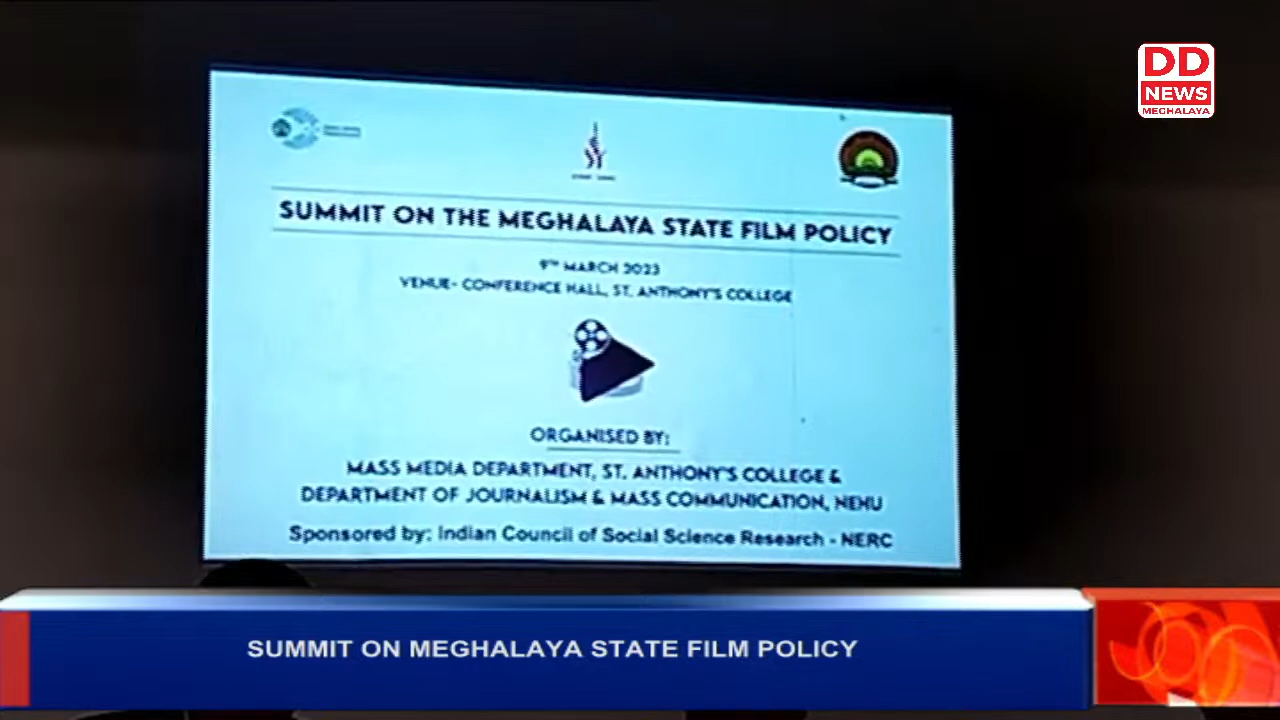 DD
NEWS
MEGHALAYA
SUMMIT ON THE MEGHALAYA STATE FILM POLICY
9TH MARCH 2023
VENUE- CONFERENCE HALL, ST. ANTHONY'S COLLEGE
ORGANISED BY:
MASS MEDIA DEPARTMENT, ST. ANTHONY'S COLLEGE &
DEPARTMENT OF JOURNALISM & MASS COMMUNICATION, NEHU
Sponsored by: Indian Council of Social Science Research - NERC
SUMMIT ON MEGHALAYA STATE FILM POLICY